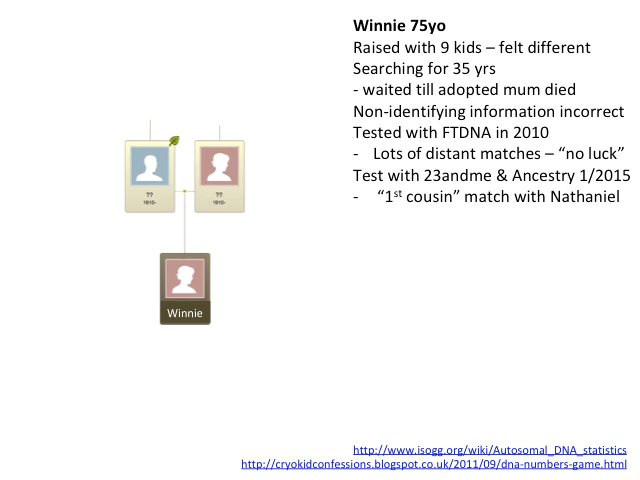 Winnie 75yo
Raised with 9 kids – felt different
Searching for 35 yrs
- waited till adopted mum died
Non-identifying information incorrect
Tested with FTDNA in 2010
- Lots of distant matches – “no luck”
Test with 23andme & Ancestry 1/2015
- “1st cousin” match with Nathaniel
?? ??
1910- 1910-
Winnie
http://www.isogg.org/wiki/Autosomal_DNA_statistics
http://cryokidconfessions.blogspot.co.uk/2011/09/dna-numbers-game.html